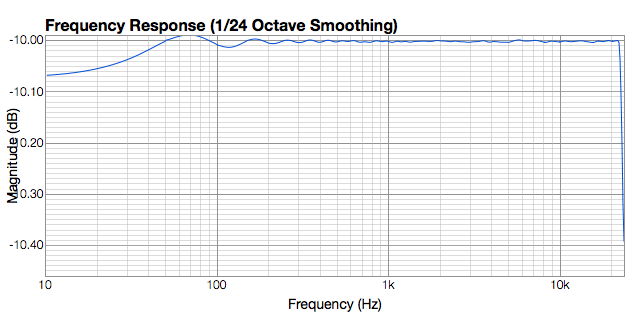 Frequency Response (1/24 Octave Smoothing)
-10.00
-10.10
-10.20
-10.30
-10.40
Magnitude (dB)
10
100
1k
10k
Frequency (Hz)